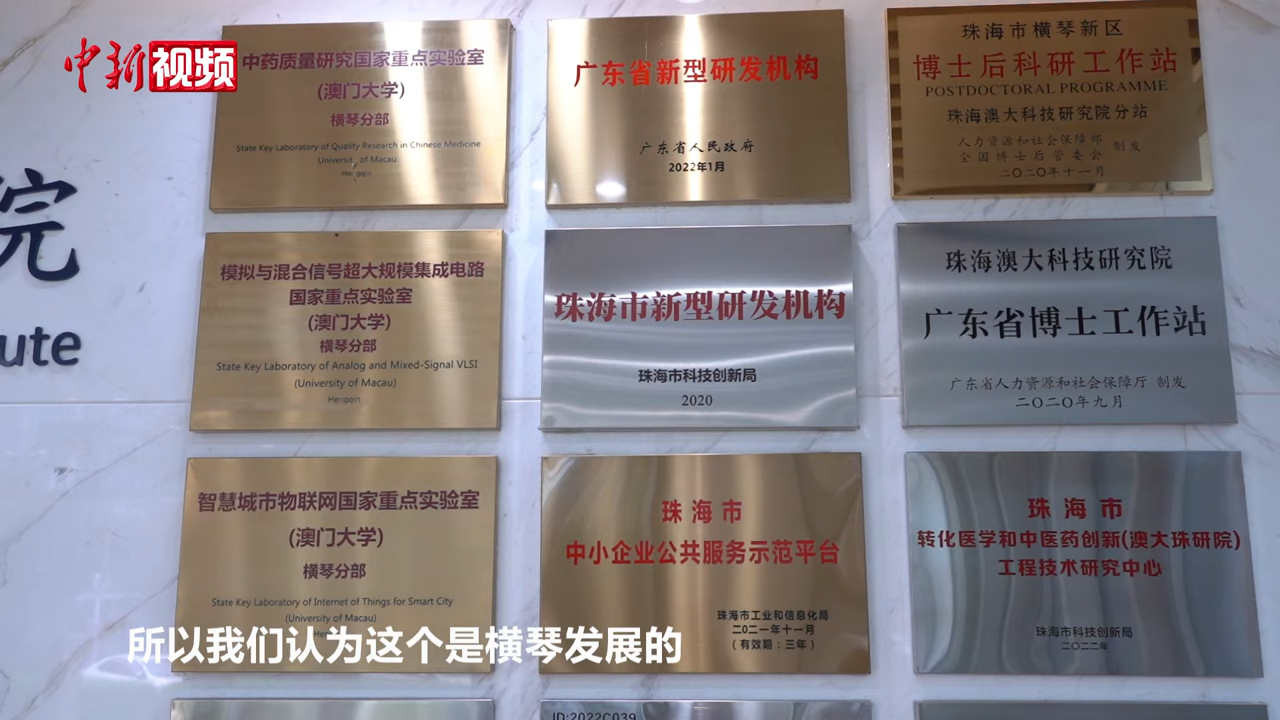 中新视频
院
ute
中药质量研究国家重点实验室
(澳门大学)
横琴分部
State Key Laboratory of Quality Research in Chinese Medicine
University of Macau
Hengqin
广东省新型研发机构
广东省人民政府
2022年1月
珠海市横琴新区
博士后科研工作站
POSTDOCTORAL PROGRAMME
珠海澳大科技研究院分站
人力资源和社会保障部
全国博士后管委会 制发
二〇二〇年十一月
模拟与混合信号超大规模集成电路
国家重点实验室
(澳门大学)
横琴分部
State Key Laboratory of Analog and Mixed-Signal VLSI
(University of Macau)
Henqqin
珠海市新型研发机构
珠海市科技创新局
2020
珠海澳大科技研究院
广东省博士工作站
广东省人力资源和社会保障厅 制发
二〇二〇年九月
智慧城市物联网国家重点实验室
(澳门大学)
横琴分部
State Key Laboratory of Internet of Things for Smart City
(University of Macau)
珠海市
中小企业公共服务示范平台
珠海市工业和信息化局
二〇二一年十一月
(有效期：三年)
珠海市
转化医学和中医药创新(澳大珠研院)
工程技术研究中心
珠海市科技创新局
二〇二二年
所以我们认为这个是横琴发展的
ID:2022C039